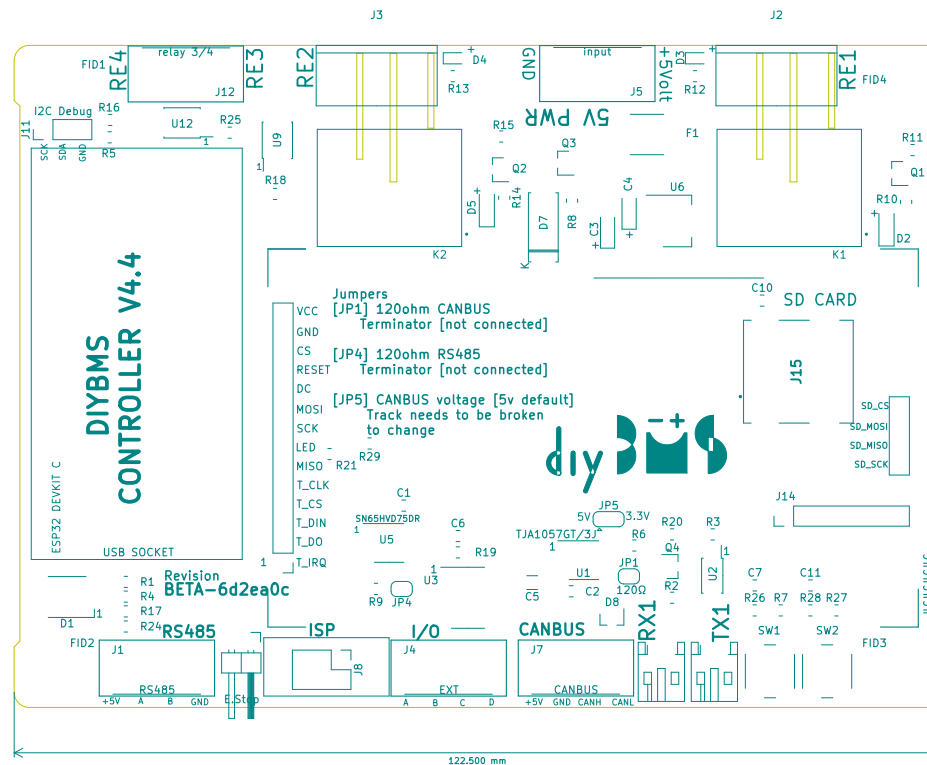 J3
J2
RE4
relay 3/4
RE3
RE2
D4
GND
input
+5Volt
D3
RE1
FID1
FID4
R13
R12
J12
J5
R16
I2C Debug
5V PWR
J11
U12
R25
U9
R15
Q3
F1
R11
SCK
SDA
GND
R5
1
1
Q2
Q1
R18
D5
+
R14
D7
R8
C4
U6
R10
C3
+
+
+
D2
K2
K
K1
DIYBMS
CONTROLLER V4.4
ESP32 DEVKIT C
USB SOCKET
C10
SD CARD
Jumpers
[JP1] 120ohm CANBUS
Terminator [not connected]
[JP4] 120ohm RS485
Terminator [not connected]
[JP5] CANBUS voltage [5v default]
Track needs to be broken
to change
VCC
GND
CS
RESET
DC
MOSI
SCK
LED
MISO
T_CLK
T_CS
T_DIN
T_DO
T_IRQ
1
J15
SD_CS
SD_MOSI
SD_MISO
SD_SCK
diyBMS
- +
R21
R29
C1
SN65HVD75DR
1
U5
C6
R19
U3
1
J14
JP5
5V
3.3V
TJA1057GT/3J
1
R6
R20
R3
Q4
1
U2
U1
JP1
120Ω
R2
C5
C2
D8
C7
C11
R26
R7
R28
R27
Revision
BETA-6d2ea0c
R1
R4
R17
R24
D1
J1
R9
JP4
RX1
TX1
SW1
SW2
FID2
RS485
ISP
I/O
CANBUS
FID3
J1
J8
J4
J7
RS485
E.Stop
EXT
CANBUS
+5V
A
B
GND
A
B
C
D
+5V
GND
CANH
CANL
122.500 mm